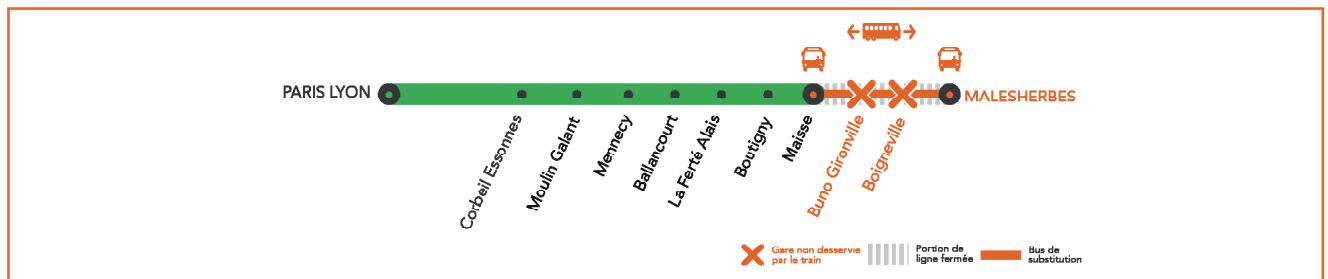 PARIS LYON
MALESHERBES
Corbeil Essonnes
Moulin Galant
Mennecy
Ballancourt
La Ferté Alais
Boutigny
Maisse
Buno Gironville
Boigneville
Gare non desservie
par le train
Portion de
ligne fermée
Bus de
substitution